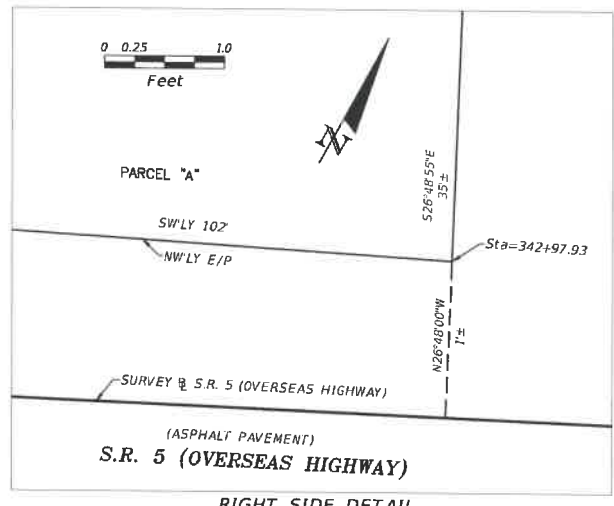 0 0.25 1.0
Feet
N
PARCEL "A"
S26°48'55"E
35'±
SW'LY 102'
NW'LY E/P
Sta=342+97.93
N26°48'00"W
1'±
SURVEY BL S.R. 5 (OVERSEAS HIGHWAY)
(ASPHALT PAVEMENT)
S.R. 5 (OVERSEAS HIGHWAY)
RIGHT SIDE DETAIL